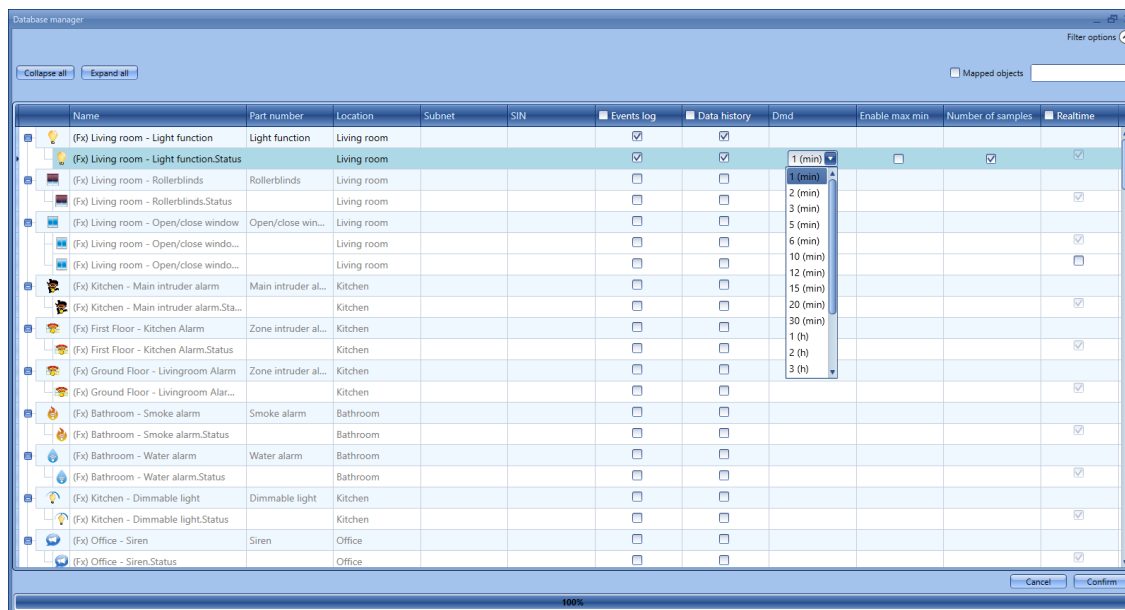 Database manager
Filter options
Collapse all Expand all Mapped objects
Name Part number Location Subnet SIN Events log Data history Dmd Enable max min Number of samples Realtime
(Fx) Living room - Light function Light function Living room
(Fx) Living room - Light function.Status Living room 1 (min)
(Fx) Living room - Rollerblinds Rollerblinds Living room 1 (min)
2 (min)
(Fx) Living room - Rollerblinds.Status Living room 3 (min)
(Fx) Living room - Open/close window Open/close win... Living room 5 (min)
(Fx) Living room - Open/close windo... Living room 6 (min)
(Fx) Living room - Open/close windo... Living room 10 (min)
12 (min)
(Fx) Kitchen - Main intruder alarm Main intruder al... Kitchen 15 (min)
(Fx) Kitchen - Main intruder alarm.Sta... Kitchen 20 (min)
(Fx) First Floor - Kitchen Alarm Zone intruder al... Kitchen 30 (min)
1 (h)
(Fx) First Floor - Kitchen Alarm.Status Kitchen 2 (h)
(Fx) Ground Floor - Livingroom Alarm Zone intruder al... Kitchen 3 (h)
(Fx) Ground Floor - Livingroom Alar... Kitchen
(Fx) Bathroom - Smoke alarm Smoke alarm Bathroom
(Fx) Bathroom - Smoke alarm.Status Bathroom
(Fx) Bathroom - Water alarm Water alarm Bathroom
(Fx) Bathroom - Water alarm.Status Bathroom
(Fx) Kitchen - Dimmable light Dimmable light Kitchen
(Fx) Kitchen - Dimmable light.Status Kitchen
(Fx) Office - Siren Siren Office
(Fx) Office - Siren.Status Office
Cancel Confirm
100%